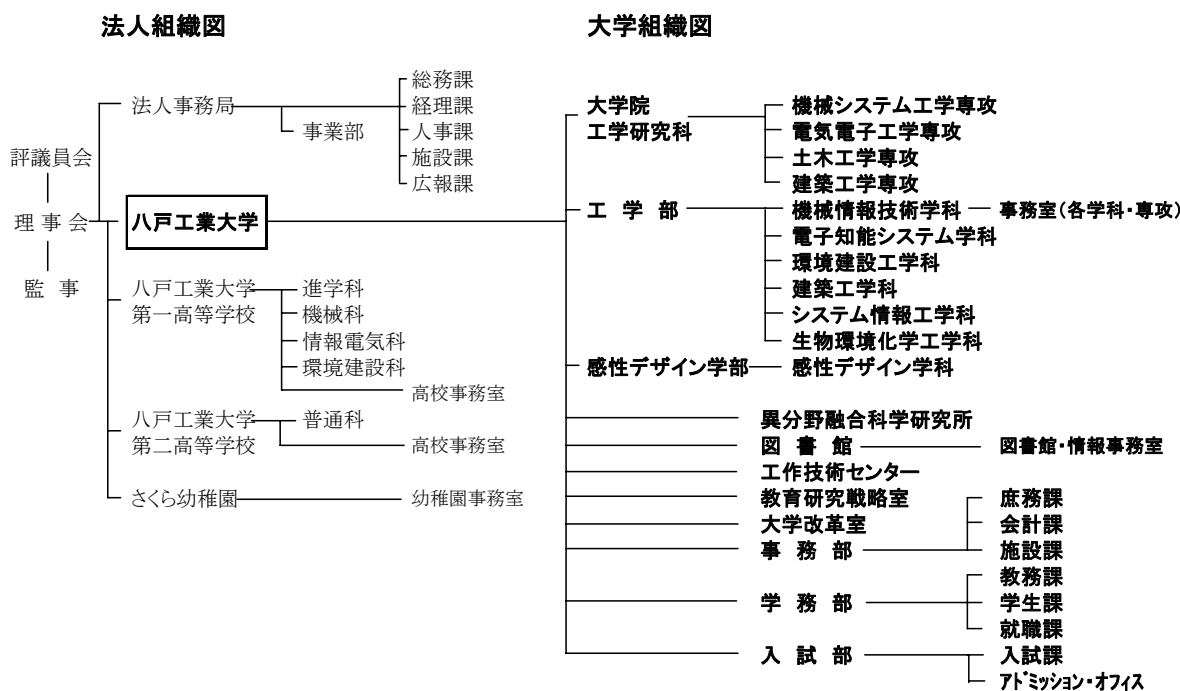 法人組織図
評議員会
理事会
監事
法人事務局
事業部
総務課
経理課
人事課
施設課
広報課
八戸工業大学
八戸工業大学
第一高等学校
進学科
機械科
情報電気科
環境建設科
高校事務室
八戸工業大学
第二高等学校
普通科
高校事務室
さくら幼稚園
幼稚園事務室
大学組織図
大学院
工学研究科
機械システム工学専攻
電気電子工学専攻
土木工学専攻
建築工学専攻
工学部
機械情報技術学科
事務室(各学科・専攻)
電子知能システム学科
環境建設工学科
建築工学科
システム情報工学科
生物環境化学工学科
感性デザイン学部
感性デザイン学科
異分野融合科学研究所
図書館
図書館・情報事務室
工作技術センター
教育研究戦略室
大学改革室
事務部
庶務課
会計課
施設課
学務部
教務課
学生課
就職課
入試部
入試課
アドミッション・オフィス